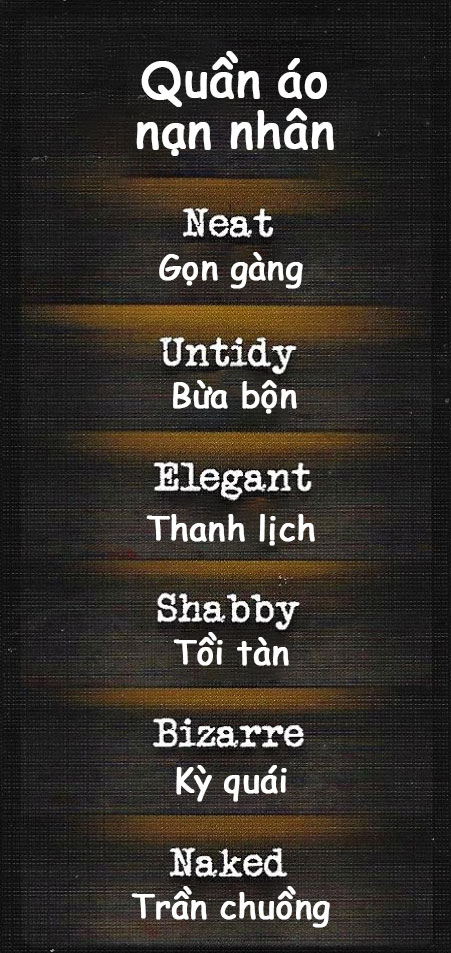 Quần áo
nạn nhân
Neat
Gọn gàng
Untidy
Bừa bộn
Elegant
Thanh lịch
Shabby
Tồi tàn
Bizarre
Kỳ quái
Naked
Trần chuồng